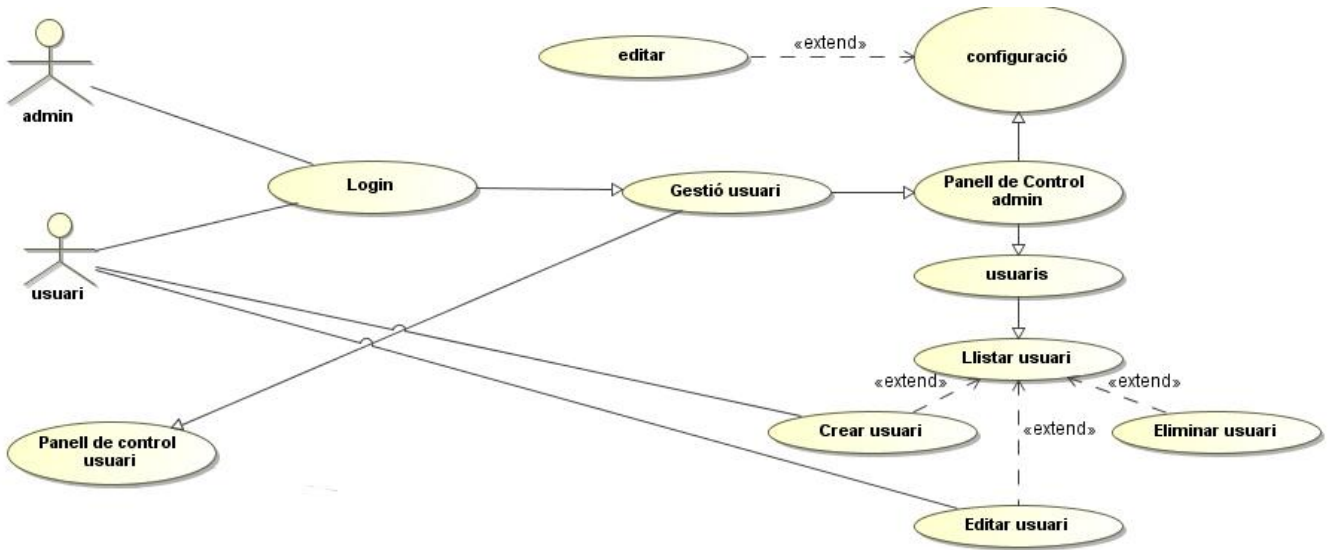 editar
«extend»
configuró
admin
Login
Gestió usuari
Panell de Control
admin
usuari
usuaris
Llistar usuari
«extend»
«extend»
Crear usuari
«extend»
Eliminar usuari
Panell de control
usuari
Editar usuari